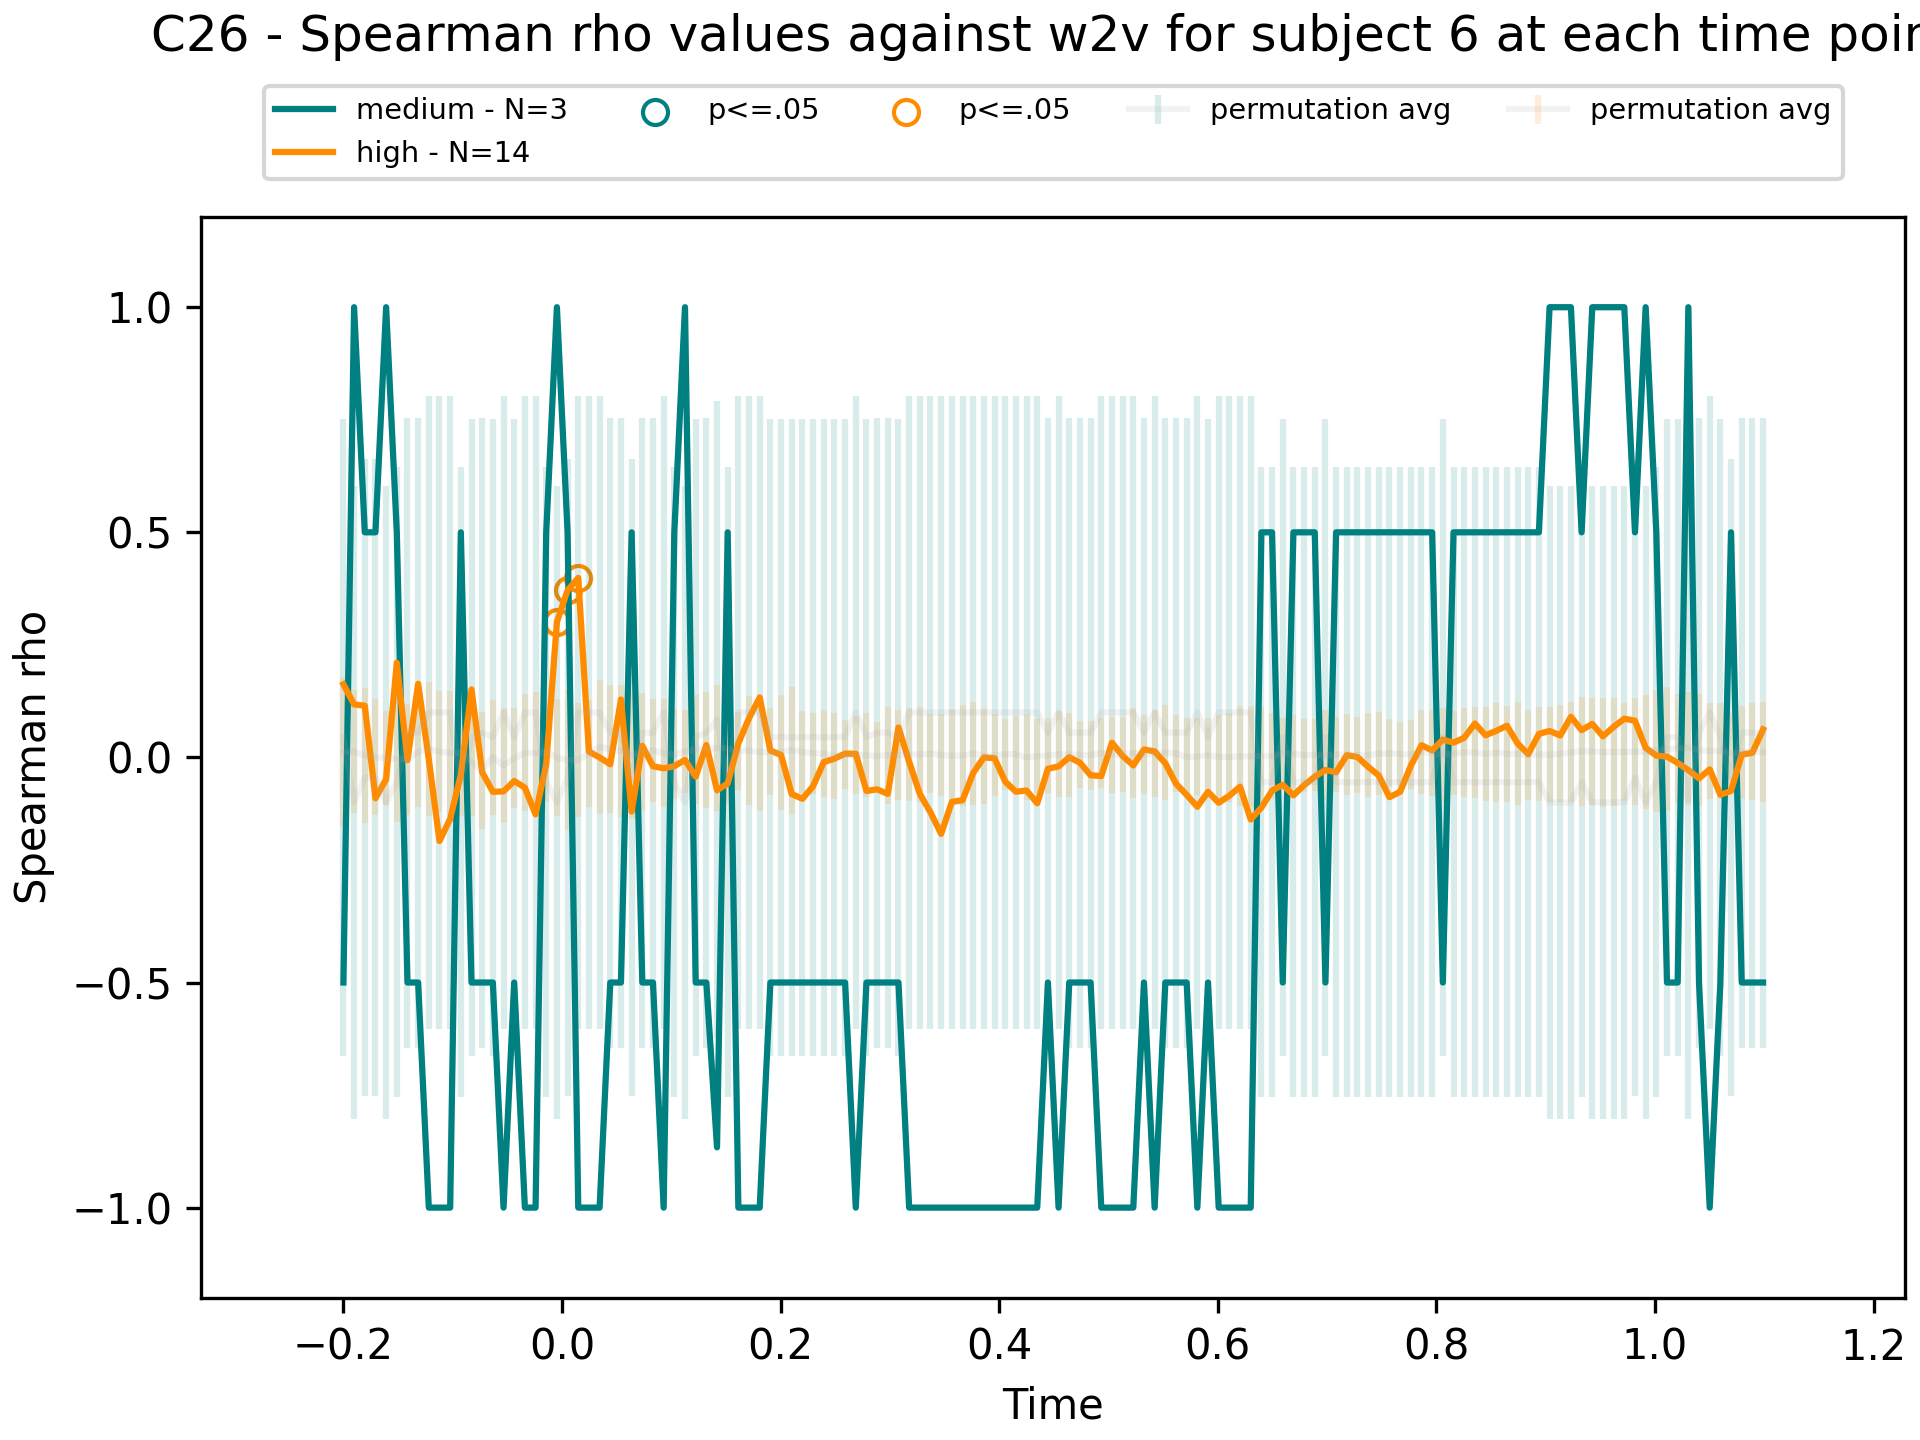 C26 - Spearman rho values against w2v for subject 6 at each time poin
medium - N=3 p<=.05 p<=.05 permutation avg permutation avg
high - N=14
Spearman rho
1.0
0.5
0.0
−0.5
−1.0
−0.2 0.0 0.2 0.4 0.6 0.8 1.0 1.2
Time